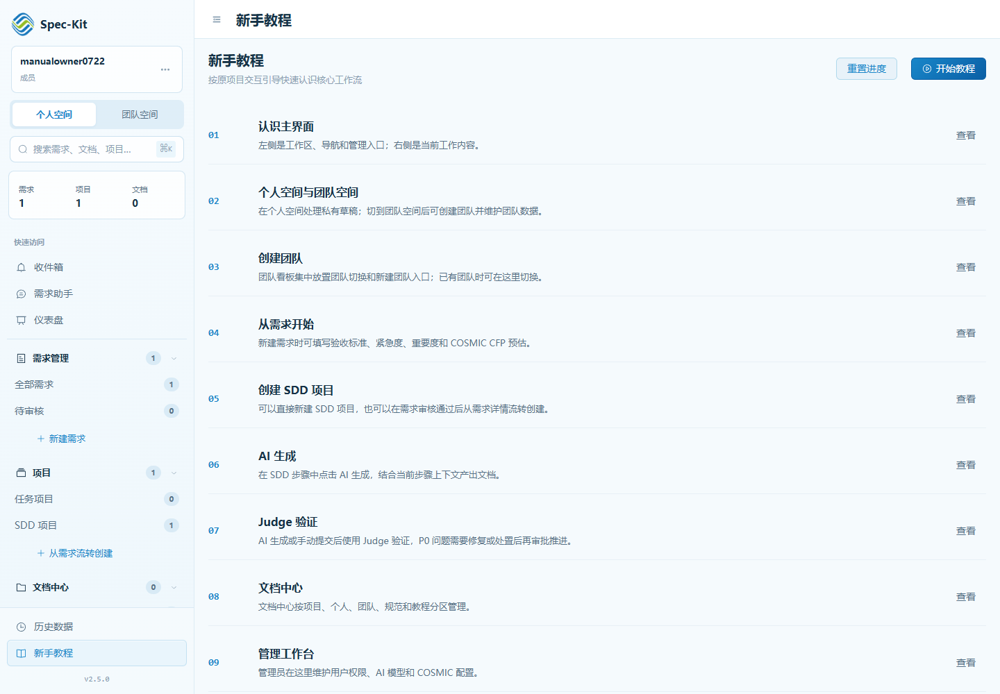 Spec-Kit
manualowner0722
成员
个人空间
团队空间
搜索需求、文档、项目...
⌘K
需求
项目
文档
1
1
0
快速访问
收件箱
需求助手
仪表盘
需求管理
1
全部需求
1
待审核
0
新建需求
项目
1
任务项目
0
SDD 项目
1
从需求流转创建
文档中心
0
历史数据
新手教程
v2.5.0
新手教程
新手教程
按原项目交互引导快速认识核心工作流
重置进度
开始教程
01
认识主界面
左侧是工作区、导航和管理入口；右侧是当前工作内容。
查看
02
个人空间与团队空间
在个人空间处理私有草稿；切到团队空间后可创建团队并维护团队数据。
查看
03
创建团队
团队看板集中放置团队切换和新建团队入口；已有团队时可在这里切换。
查看
04
从需求开始
新建需求时可填写验收标准、紧急度、重要度和 COSMIC CFP 预估。
查看
05
创建 SDD 项目
可以直接新建 SDD 项目，也可以在需求审核通过后从需求详情流转创建。
查看
06
AI 生成
在 SDD 步骤中点击 AI 生成，结合当前步骤上下文产出文档。
查看
07
Judge 验证
AI 生成或手动提交后使用 Judge 验证，P0 问题需要修复或处置后再审批推进。
查看
08
文档中心
文档中心按项目、个人、团队、规范和教程分区管理。
查看
09
管理工作台
管理员在这里维护用户权限、AI 模型和 COSMIC 配置。
查看